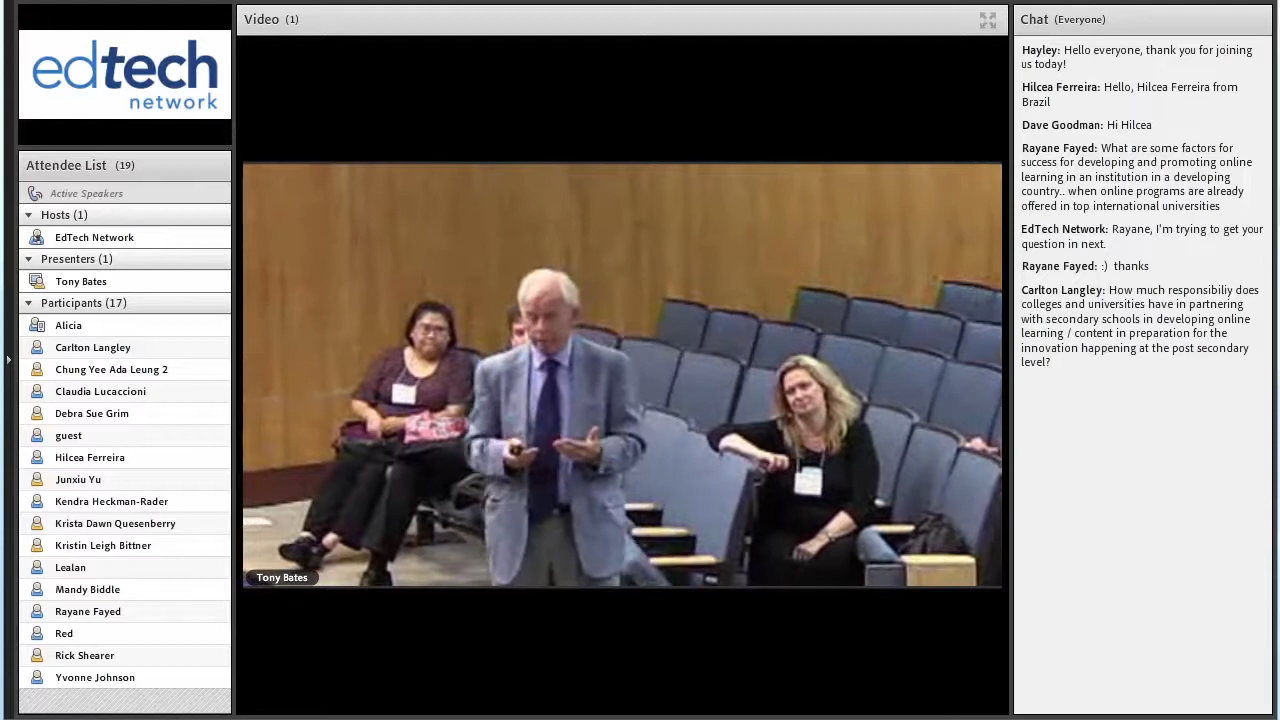 edtech
network
Attendee List (19)
Active Speakers
Hosts (1)
EdTech Network
Presenters (1)
Tony Bates
Participants (17)
Alicia
Carlton Langley
Chung Yee Ada Leung 2
Claudia Lucaccioni
Debra Sue Grim
guest
Hilcea Ferreira
Junxiu Yu
Kendra Heckman-Rader
Krista Dawn Quesenberry
Kristin Leigh Bittner
Lealan
Mandy Biddle
Rayane Fayed
Red
Rick Shearer
Yvonne Johnson
Video (1)
Tony Bates
Chat (Everyone)
Hayley: Hello everyone, thank you for joining
us today!
Hilcea Ferreira: Hello, Hilcea Ferreira from
Brazil
Dave Goodman: Hi Hilcea
Rayane Fayed: What are some factors for
success for developing and promoting online
learning in an institution in a developing
country.. when online programs are already
offered in top international universities
EdTech Network: Rayane, I'm trying to get your
question in next.
Rayane Fayed: :) thanks
Carlton Langley: How much responsibiliy does
colleges and universities have in partnering
with secondary schools in developing online
learning / content in preparation for the
innovation happening at the post secondary
level?